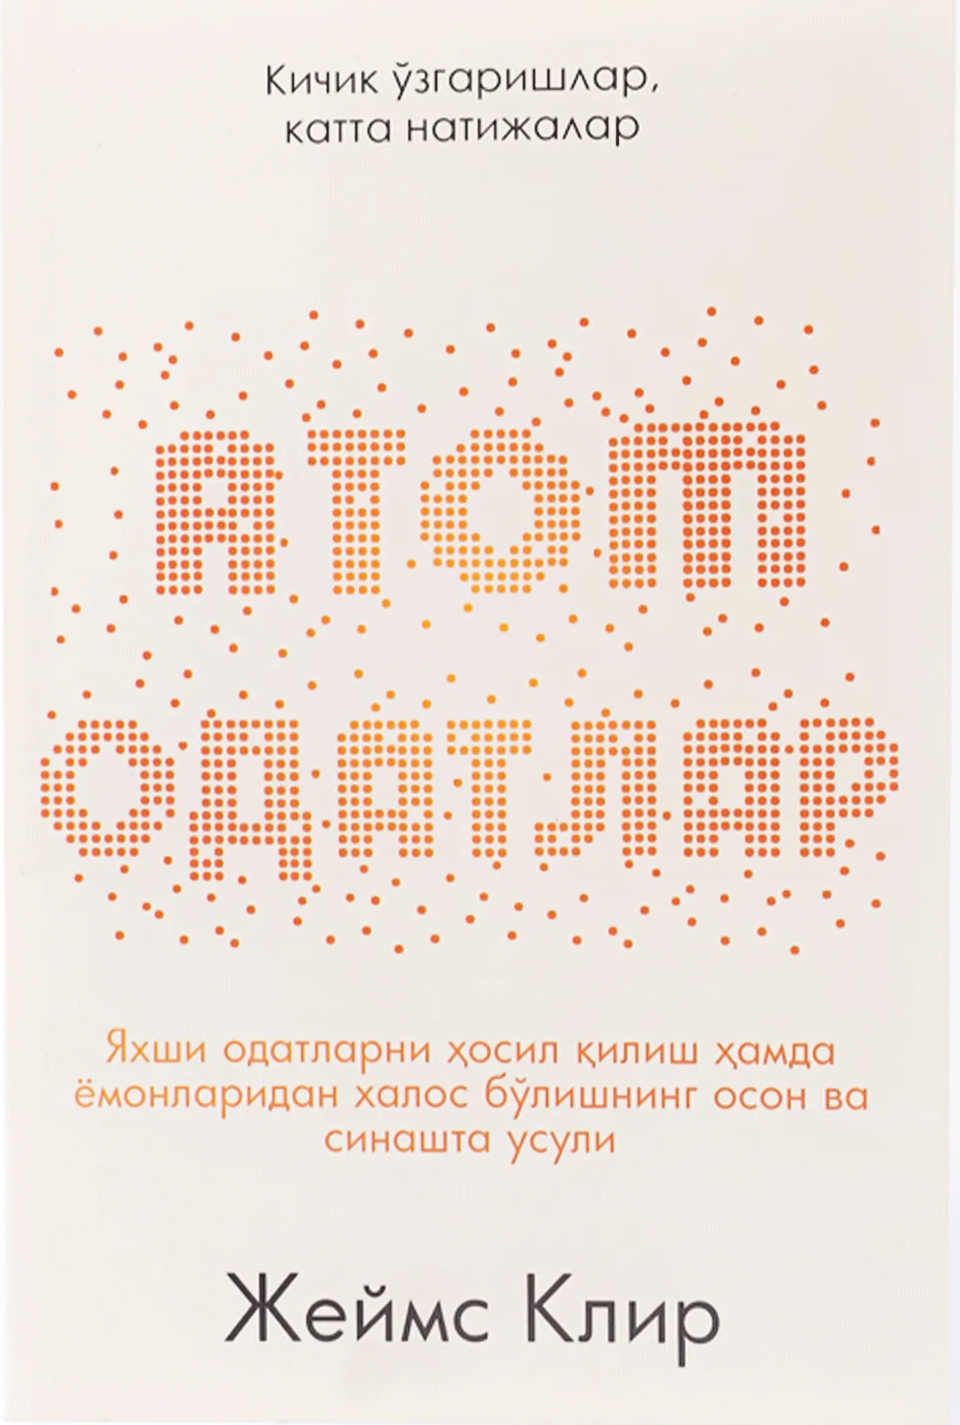 Кичик ўзгаришлар,
катта натижалар
АТОМ
ОДАТЛАР
Яхши одатларни ҳосил қилиш ҳамда
ёмонларидан халос бўлишнинг осон ва
синашта усули
Жеймс Клир